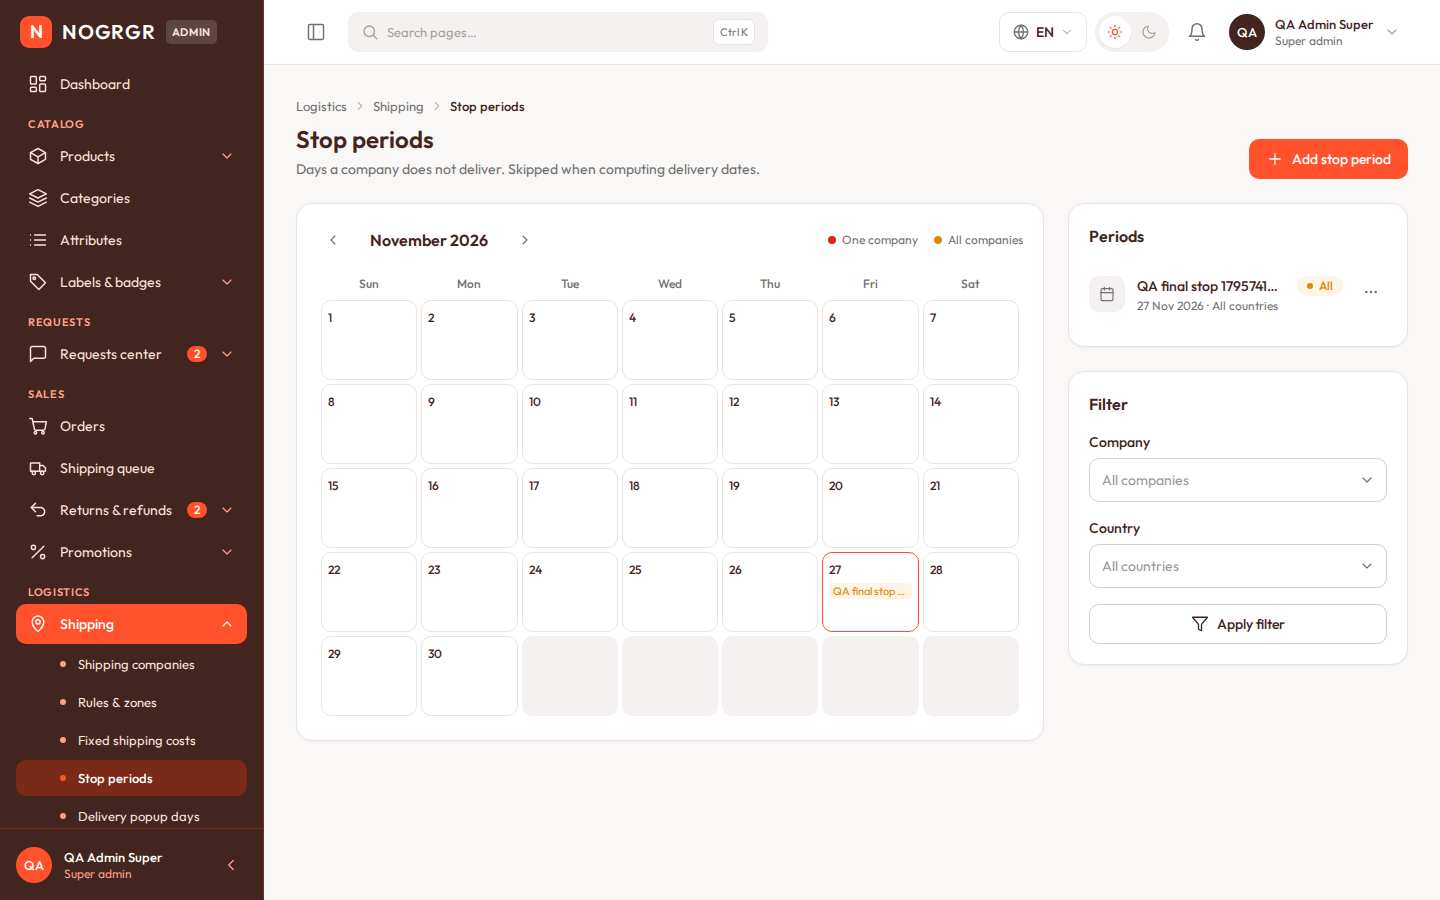 N NOGRGR ADMIN
Search pages...
Ctrl K
EN
QA
QA Admin Super
Super admin
Dashboard
CATALOG
Products
Categories
Attributes
Labels & badges
REQUESTS
Requests center 2
SALES
Orders
Shipping queue
Returns & refunds 2
Promotions
LOGISTICS
Shipping
Shipping companies
Rules & zones
Fixed shipping costs
Stop periods
Delivery popup days
QA
QA Admin Super
Super admin
Logistics > Shipping > Stop periods
Stop periods
Days a company does not deliver. Skipped when computing delivery dates.
+ Add stop period
November 2026
One company All companies
Sun Mon Tue Wed Thu Fri Sat
1 2 3 4 5 6 7
8 9 10 11 12 13 14
15 16 17 18 19 20 21
22 23 24 25 26 27 28
QA final stop ...
29 30
Periods
QA final stop 1795741... All
27 Nov 2026 · All countries
Filter
Company
All companies
Country
All countries
Apply filter